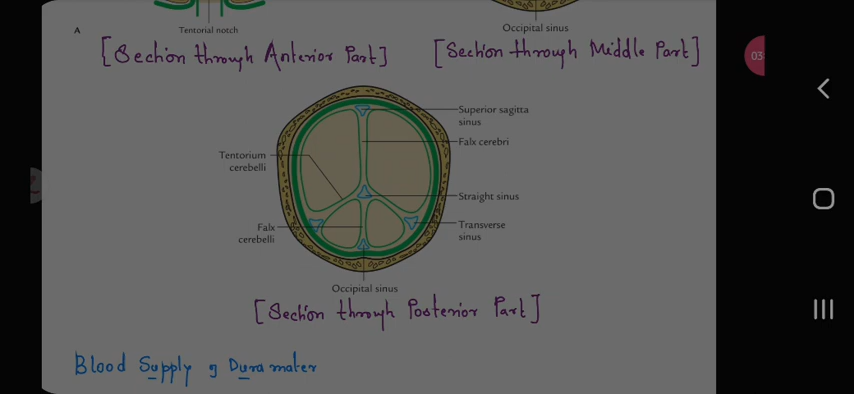 A
Tentorial notch
Occipital sinus
[Section through Anterior Part]
[Section through Middle Part]
03
Superior sagitta
sinus
Falx cerebri
Tentorium
cerebelli
Straight sinus
Falx
cerebelli
Transverse
sinus
Occipital sinus
[Section through Posterior Part]
Blood Supply of Dura mater